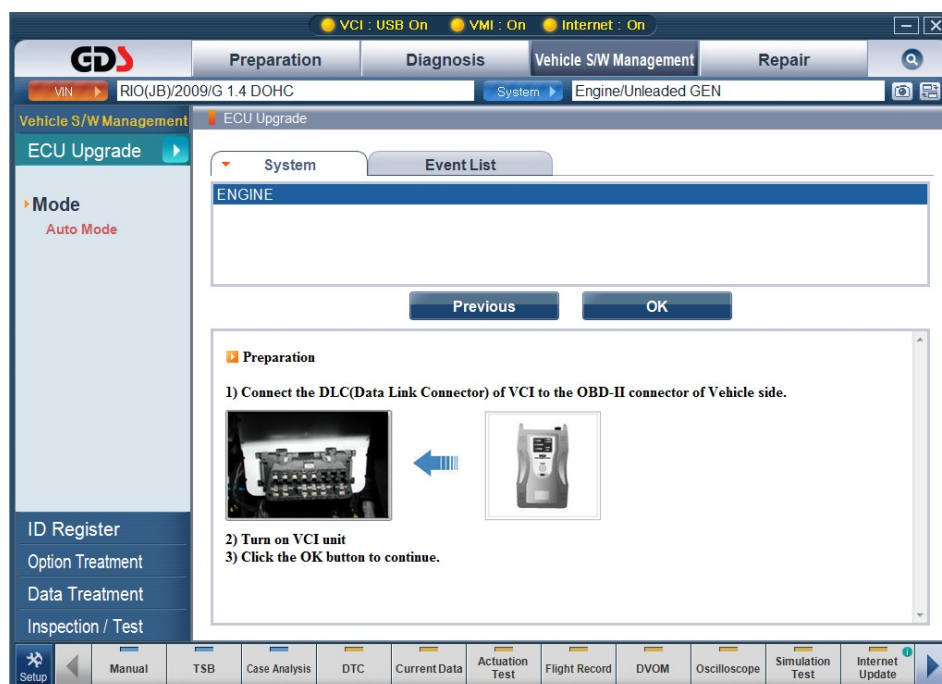 VCI : USB On VMI : On Internet : On
GDS Preparation Diagnosis Vehicle S/W Management Repair
VIN RIO(JB)/2009/G 1.4 DOHC System Engine/Unleaded GEN
Vehicle S/W Management
ECU Upgrade
ECU Upgrade
Mode
Auto Mode
System Event List
ENGINE
Previous OK
Preparation
1) Connect the DLC(Data Link Connector) of VCI to the OBD-II connector of Vehicle side.
2) Turn on VCI unit
3) Click the OK button to continue.
ID Register
Option Treatment
Data Treatment
Inspection / Test
Setup Manual TSB Case Analysis DTC Current Data Actuation Test Flight Record DVOM Oscilloscope Simulation Test Internet Update